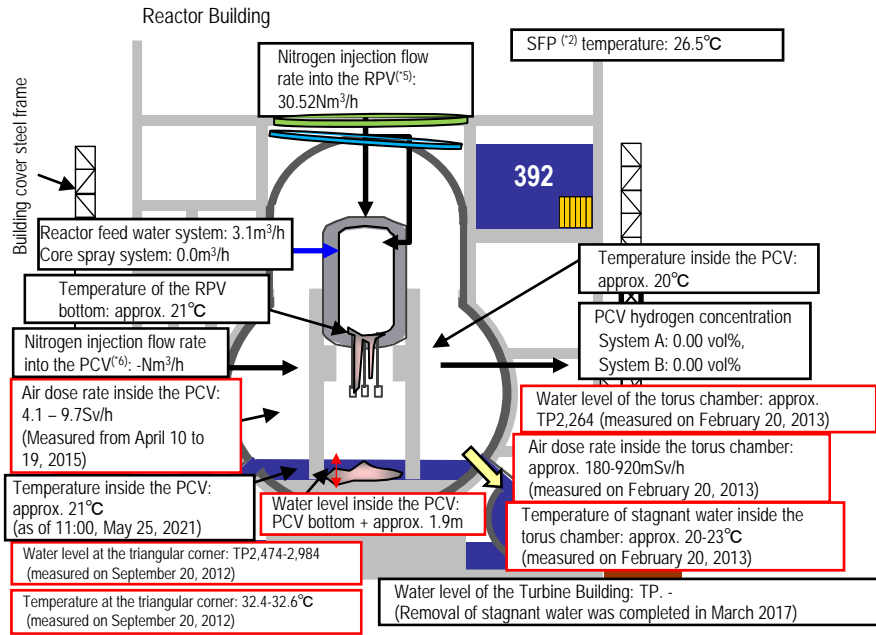 Reactor Building
Nitrogen injection flow
rate into the RPV(*5):
30.52Nm3/h
SFP (*2) temperature: 26.5℃
Building cover steel frame
392
Reactor feed water system: 3.1m3/h
Core spray system: 0.0m3/h
Temperature of the RPV
bottom: approx. 21℃
Nitrogen injection flow rate
into the PCV(*6): -Nm3/h
Air dose rate inside the PCV:
4.1 – 9.7Sv/h
(Measured from April 10 to
19, 2015)
Temperature inside the PCV:
approx. 21℃
(as of 11:00, May 25, 2021)
Water level at the triangular corner: TP2,474-2,984
(measured on September 20, 2012)
Temperature at the triangular corner: 32.4-32.6℃
(measured on September 20, 2012)
Water level inside the PCV:
PCV bottom + approx. 1.9m
Temperature inside the PCV:
approx. 20℃
PCV hydrogen concentration
System A: 0.00 vol%,
System B: 0.00 vol%
Water level of the torus chamber: approx.
TP2,264 (measured on February 20, 2013)
Air dose rate inside the torus chamber:
approx. 180-920mSv/h
(measured on February 20, 2013)
Temperature of stagnant water inside the
torus chamber: approx. 20-23℃
(measured on February 20, 2013)
Water level of the Turbine Building: TP. -
(Removal of stagnant water was completed in March 2017)